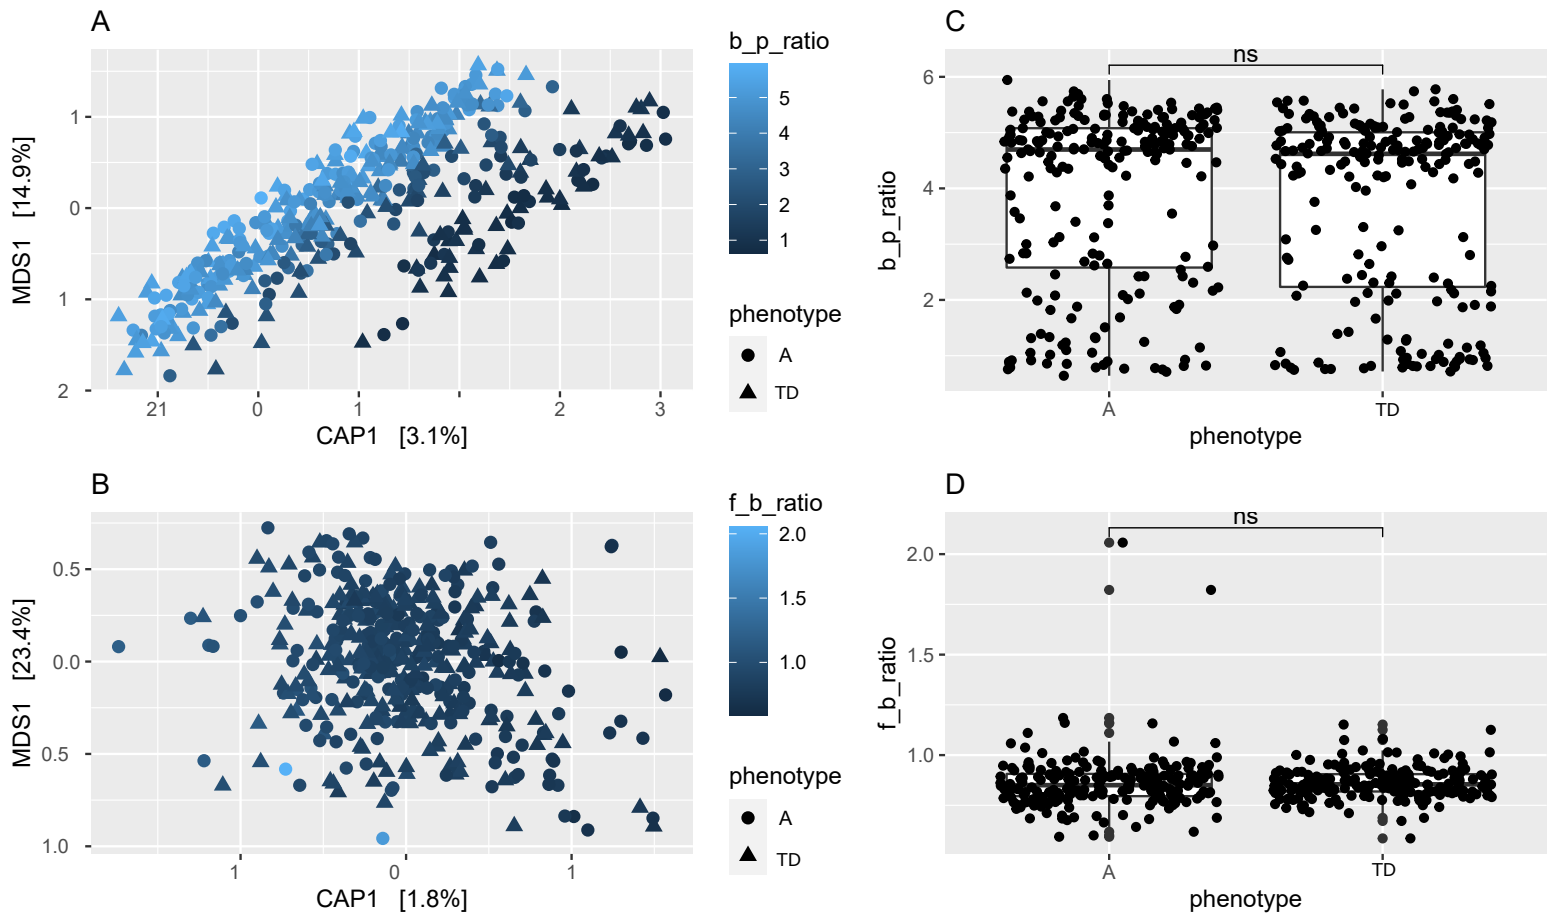 A
b_p_ratio
5
4
3
2
1
phenotype
A
TD
MDS1 [14.9%]
1
0
1
2
21
0
1
2
3
CAP1 [3.1%]
C
ns
b_p_ratio
6
4
2
A
TD
phenotype
B
f_b_ratio
2.0
1.5
1.0
phenotype
A
TD
MDS1 [23.4%]
0.5
0.0
0.5
1.0
1
0
1
CAP1 [1.8%]
D
ns
f_b_ratio
2.0
1.5
1.0
A
TD
phenotype